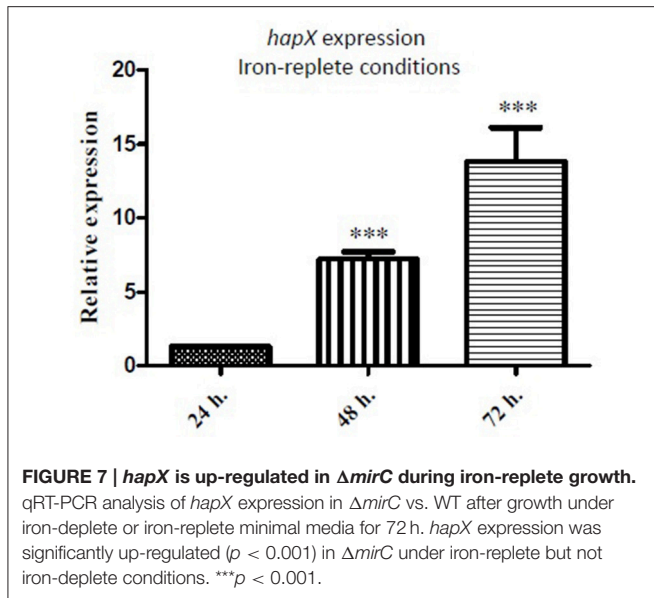 hapX expression
Iron-replete conditions
20
15
10
5
0
Relative expression
***
***
24 h.
48 h.
72 h.
FIGURE 7 | hapX is up-regulated in ΔmirC during iron-replete growth.
qRT-PCR analysis of hapX expression in ΔmirC vs. WT after growth under
iron-deplete or iron-replete minimal media for 72 h. hapX expression was
significantly up-regulated (p < 0.001) in ΔmirC under iron-replete but not
iron-deplete conditions. ***p < 0.001.